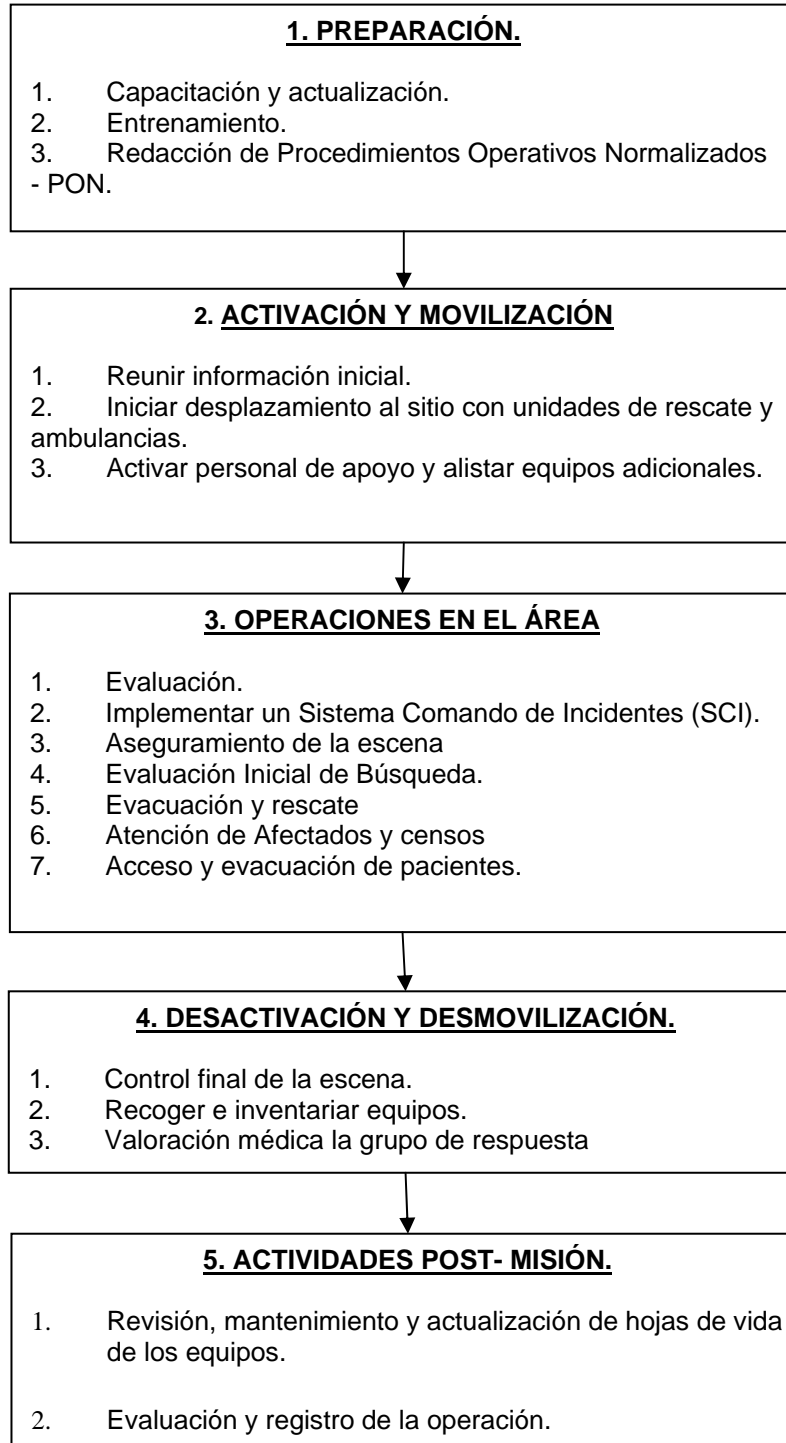 1. PREPARACIÓN.
1. Capacitación y actualización.
2. Entrenamiento.
3. Redacción de Procedimientos Operativos Normalizados
- PON.
2. ACTIVACIÓN Y MOVILIZACIÓN
1. Reunir información inicial.
2. Iniciar desplazamiento al sitio con unidades de rescate y
ambulancias.
3. Activar personal de apoyo y alistar equipos adicionales.
3. OPERACIONES EN EL ÁREA
1. Evaluación.
2. Implementar un Sistema Comando de Incidentes (SCI).
3. Aseguramiento de la escena
4. Evaluación Inicial de Búsqueda.
5. Evacuación y rescate
6. Atención de Afectados y censos
7. Acceso y evacuación de pacientes.
4. DESACTIVACIÓN Y DESMOVILIZACIÓN.
1. Control final de la escena.
2. Recoger e inventariar equipos.
3. Valoración médica la grupo de respuesta
5. ACTIVIDADES POST- MISIÓN.
1. Revisión, mantenimiento y actualización de hojas de vida
de los equipos.
2. Evaluación y registro de la operación.